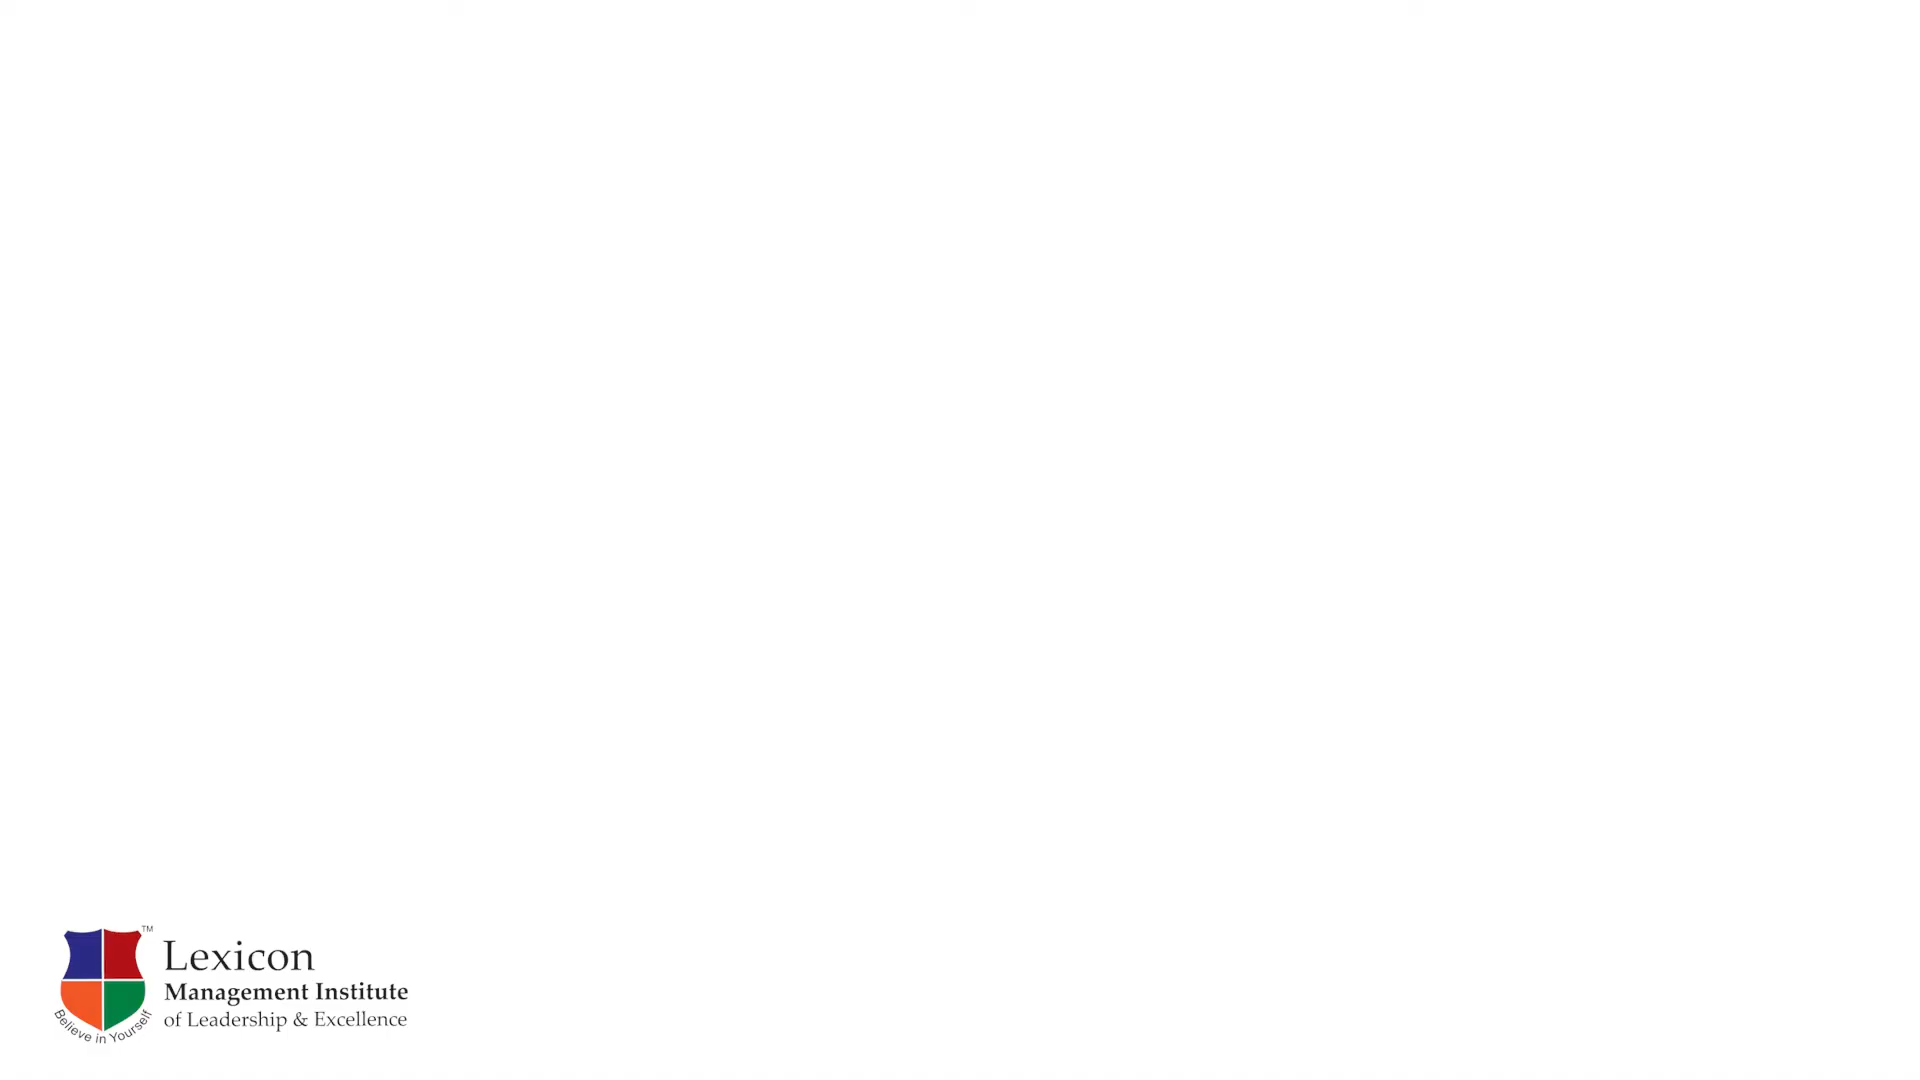 TM
Lexicon
Management Institute
of Leadership & Excellence
Believe in Yourself